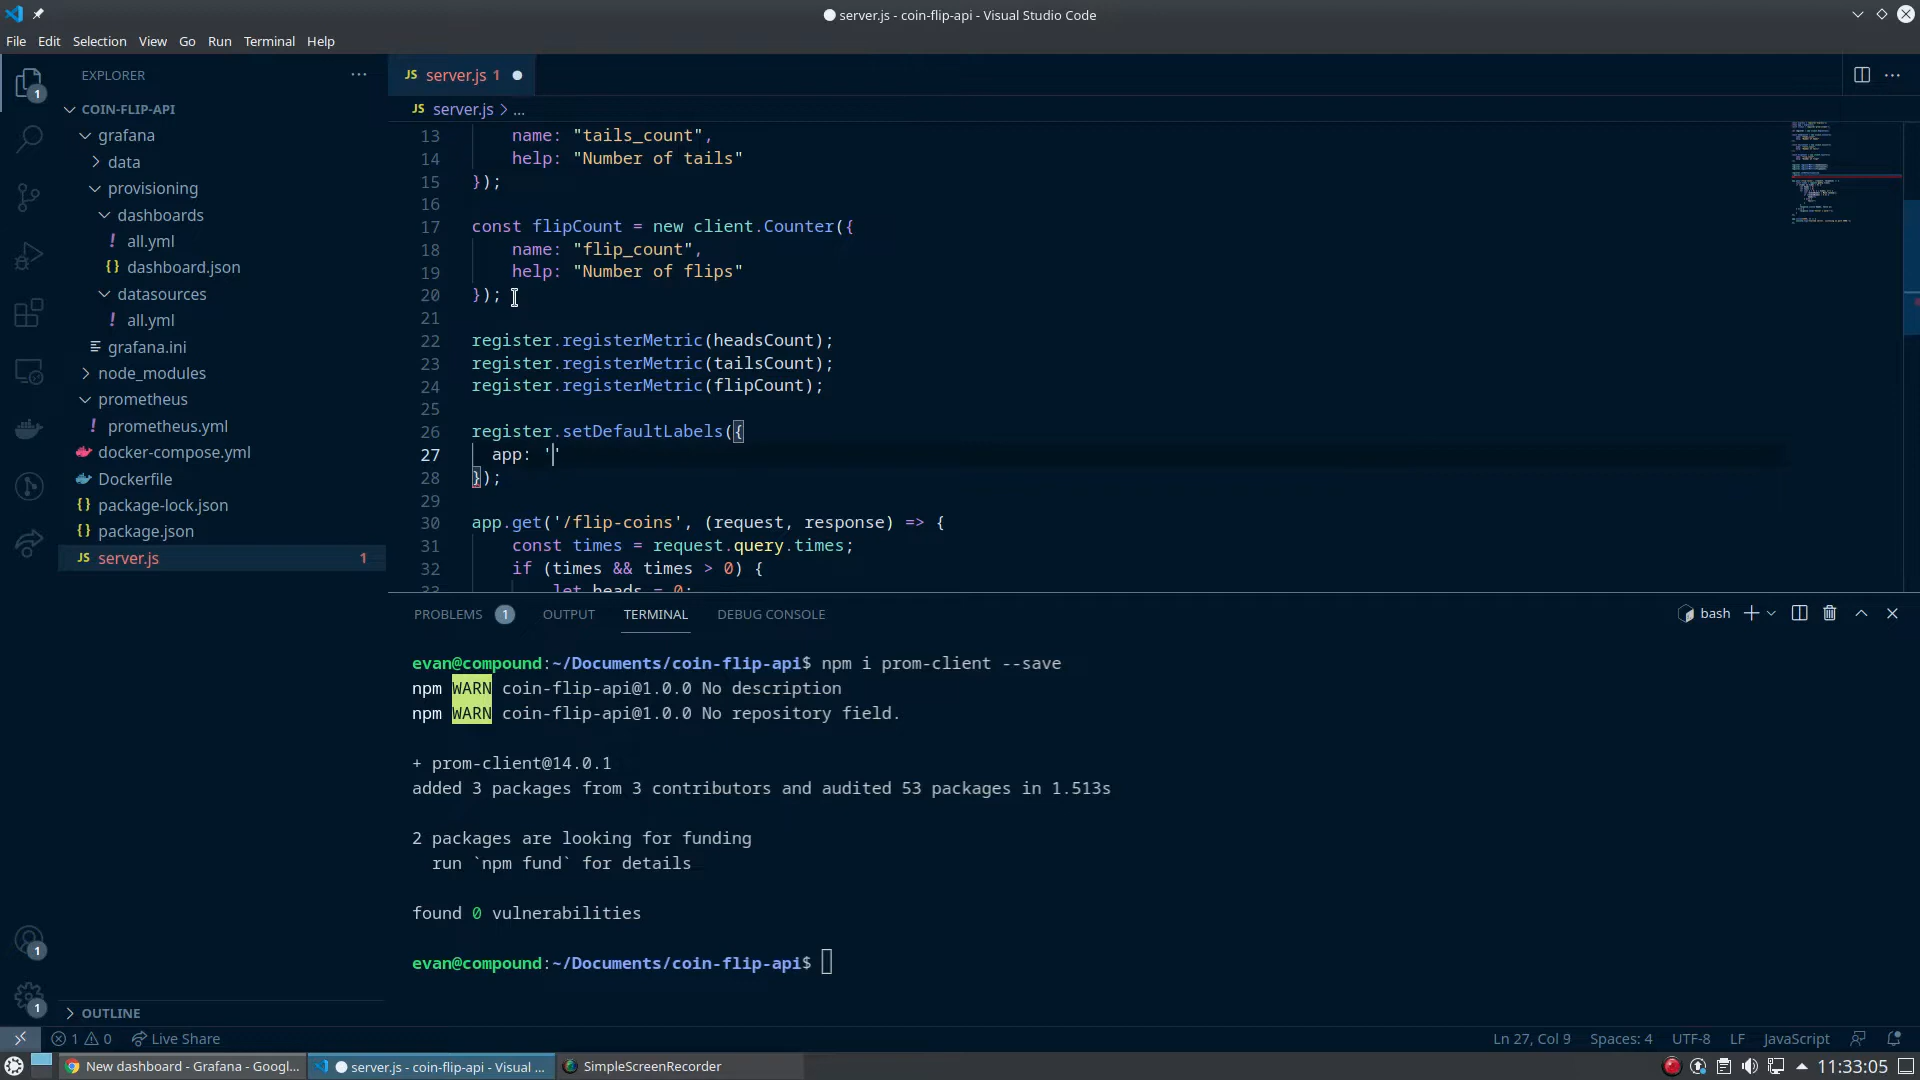 server.js - coin-flip-api - Visual Studio Code
File Edit Selection View Go Run Terminal Help
EXPLORER
COIN-FLIP-API
grafana
data
provisioning
dashboards
! all.yml
{} dashboard.json
datasources
! all.yml
grafana.ini
node_modules
prometheus
! prometheus.yml
docker-compose.yml
Dockerfile
{} package-lock.json
{} package.json
JS server.js 1
OUTLINE
1
1
1
JS server.js 1
JS server.js > ...
13 name: "tails_count",
14 help: "Number of tails"
15 });
16
17 const flipCount = new client.Counter({
18 name: "flip_count",
19 help: "Number of flips"
20 });
21
22 register.registerMetric(headsCount);
23 register.registerMetric(tailsCount);
24 register.registerMetric(flipCount);
25
26 register.setDefaultLabels({
27 app: ''
28 });
29
30 app.get('/flip-coins', (request, response) => {
31 const times = request.query.times;
32 if (times && times > 0) {
33 let heads = 0;
PROBLEMS 1 OUTPUT TERMINAL DEBUG CONSOLE
bash
evan@compound:~/Documents/coin-flip-api$ npm i prom-client --save
npm WARN coin-flip-api@1.0.0 No description
npm WARN coin-flip-api@1.0.0 No repository field.
+ prom-client@14.0.1
added 3 packages from 3 contributors and audited 53 packages in 1.513s
2 packages are looking for funding
run `npm fund` for details
found 0 vulnerabilities
evan@compound:~/Documents/coin-flip-api$
1 0 Live Share
Ln 27, Col 9 Spaces: 4 UTF-8 LF JavaScript
New dashboard - Grafana - Googl...
server.js - coin-flip-api - Visual ...
SimpleScreenRecorder
11:33:05